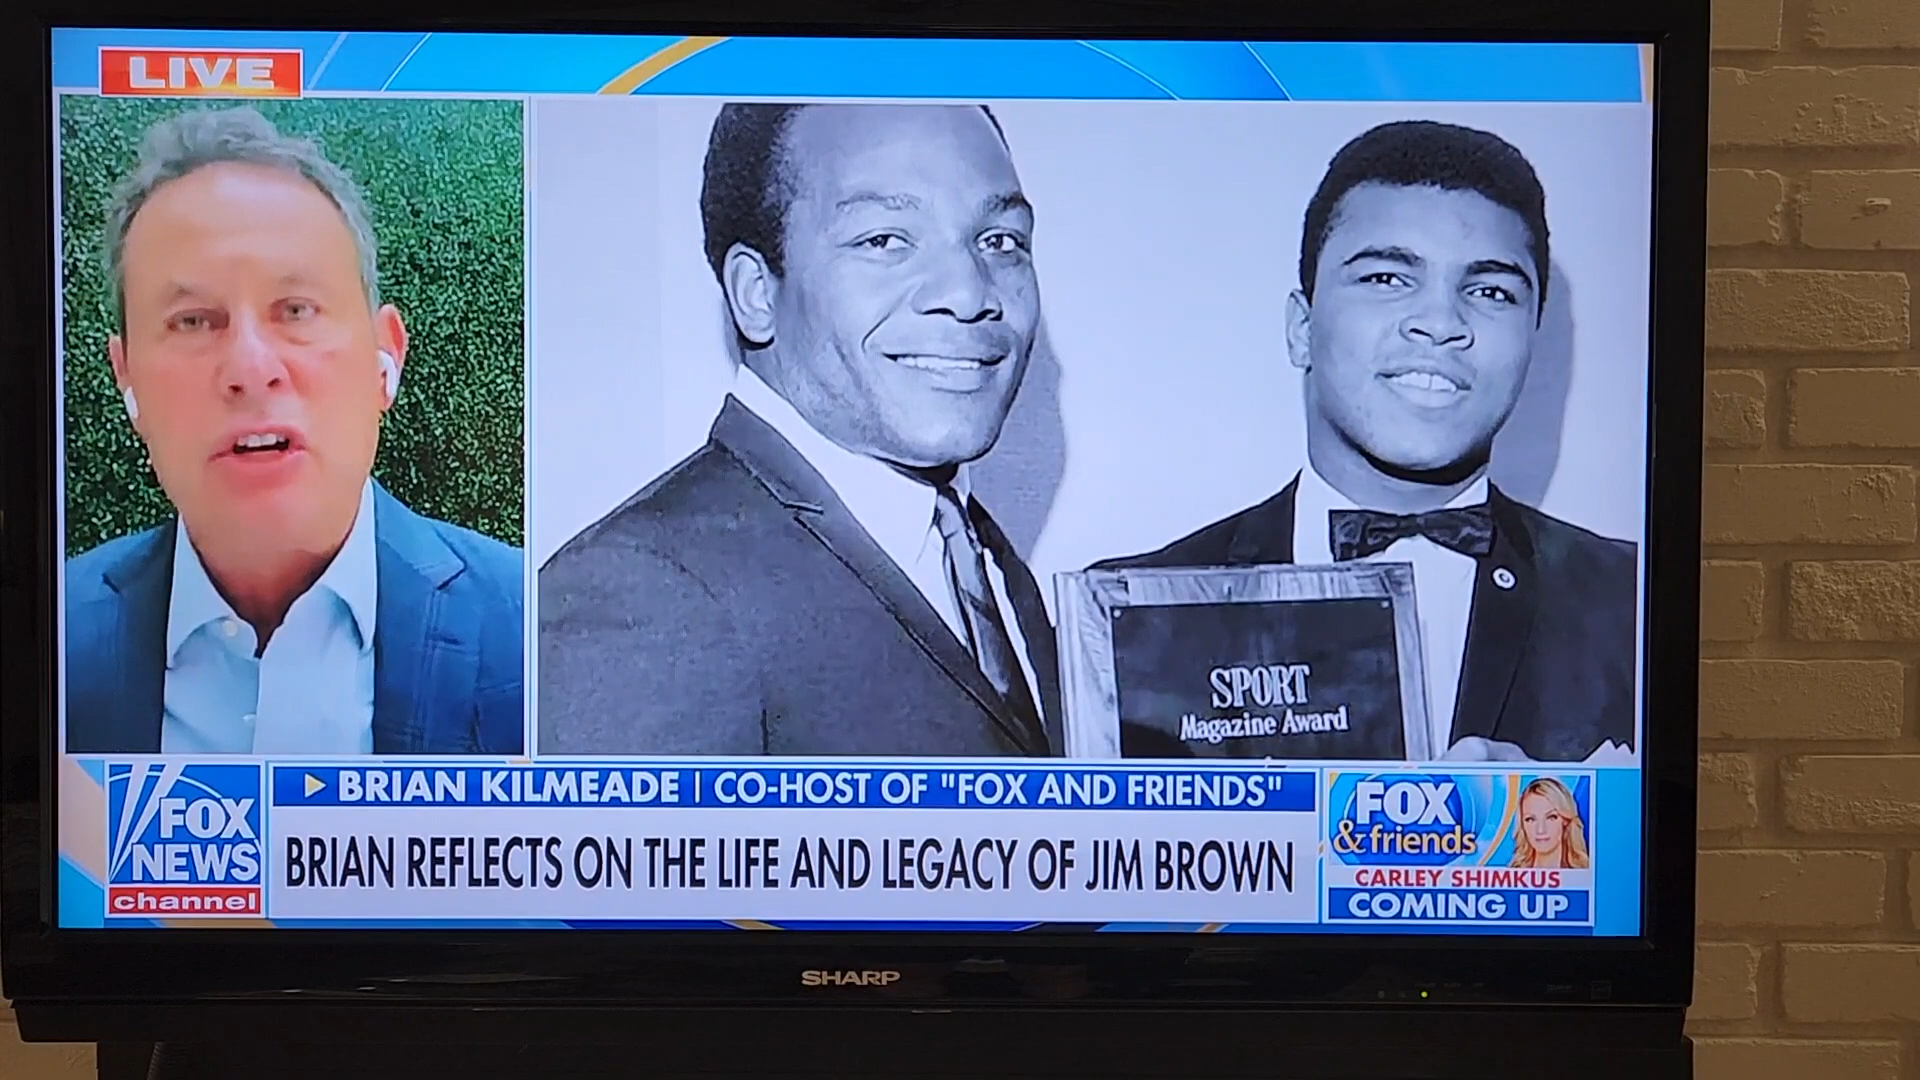 LIVE
SPORT
Magazine Award
FOX
NEWS
channel
BRIAN KILMEADE | CO-HOST OF "FOX AND FRIENDS"
BRIAN REFLECTS ON THE LIFE AND LEGACY OF JIM BROWN
FOX
&friends
CARLEY SHIMKUS
COMING UP
SHARP